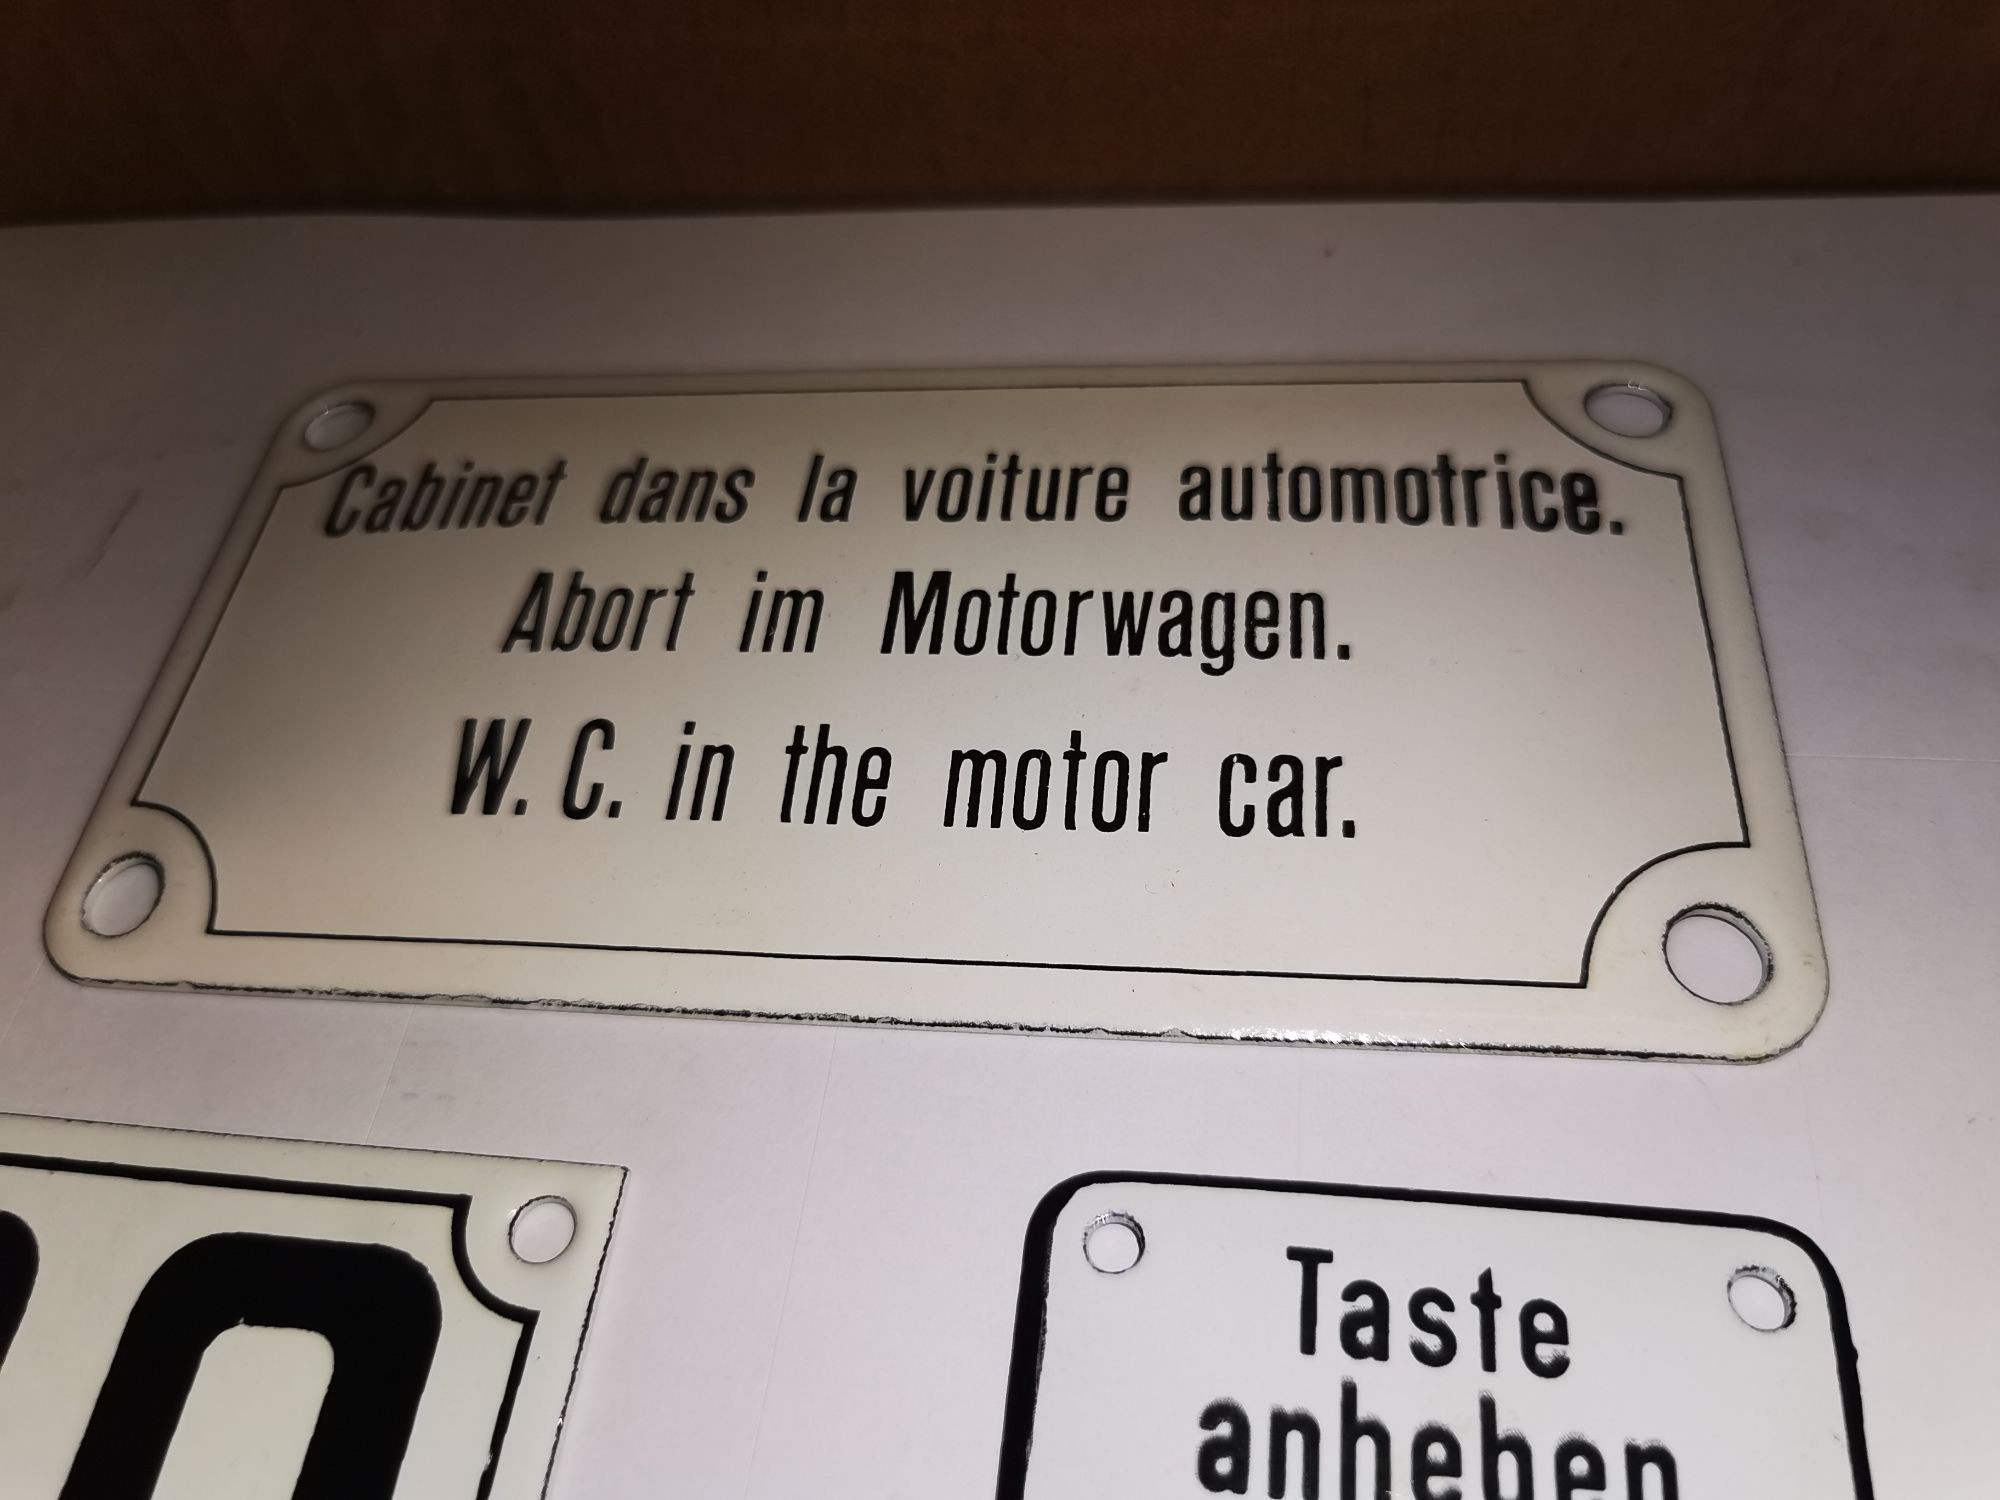 Cabinet dans la voiture automotrice.
Abort im Motorwagen.
W. C. in the motor car.
Taste
anheben